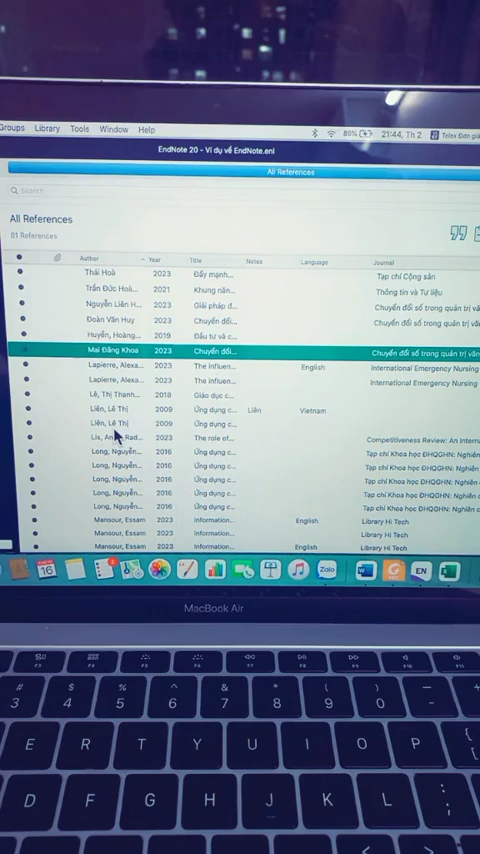 Groups Library Tools Window Help 80% 21:44, Th 2 Telex Đơn giả
EndNote 20 - Ví dụ về EndNote.enl
All References
Search
All References
81 References
Author Year Title Notes Language Journal
Thái Hoà 2023 Đẩy mạnh... Tạp chí Cộng sản
Trần Đức Hoà... 2021 Khung năn... Thông tin và Tư liệu
Nguyễn Liên H... 2023 Giải pháp đ... Chuyển đổi số trong quản trị vă
Đoàn Văn Huy 2023 Chuyển đổi... Chuyển đổi số trong quản trị vă
Huyền, Hoàng... 2019 Đầu tư và c...
Mai Đăng Khoa 2023 Chuyển đổi... Chuyển đổi số trong quản trị văn
Lapierre, Alexa... 2023 The influen... English International Emergency Nursing
Lapierre, Alexa... 2023 The influen... International Emergency Nursing
Lê, Thị Thanh... 2018 Giáo dục c...
Liên, Lê Thị 2009 Ứng dụng c... Liên Vietnam
Liên, Lê Thị 2009 Ứng dụng c...
Lis, An Rad... 2023 The role of... Competitiveness Review: An Interna
Long, Nguyễn... 2016 Ứng dụng c... Tạp chí Khoa học ĐHQGHN: Nghiên
Long, Nguyễn... 2016 Ứng dụng c... Tạp chí Khoa học ĐHQGHN: Nghiên c
Long, Nguyễn... 2016 Ứng dụng c... Tạp chí Khoa học ĐHQGHN: Nghiên c
Long, Nguyễn... 2016 Ứng dụng c... Tạp chí Khoa học ĐHQGHN: Nghiên c
Long, Nguyễn... 2016 Ứng dụng c... Tạp chí Khoa học ĐHQGHN: Nghiên c
Mansour, Essam 2023 Information... English Library Hi Tech
Mansour, Essam 2023 Information... Library Hi Tech
Mansour, Essam 2023 Information... English Library Hi Tech
16 2 Zalo W G EN X
MacBook Air
F3 F4 F5 F6 F7 F8 F9 F10 F11
# $ % ^ & * ( ) — +
3 4 5 6 7 8 9 0 -
E R T Y U I O P { [
D F G H J K L : ;
< >